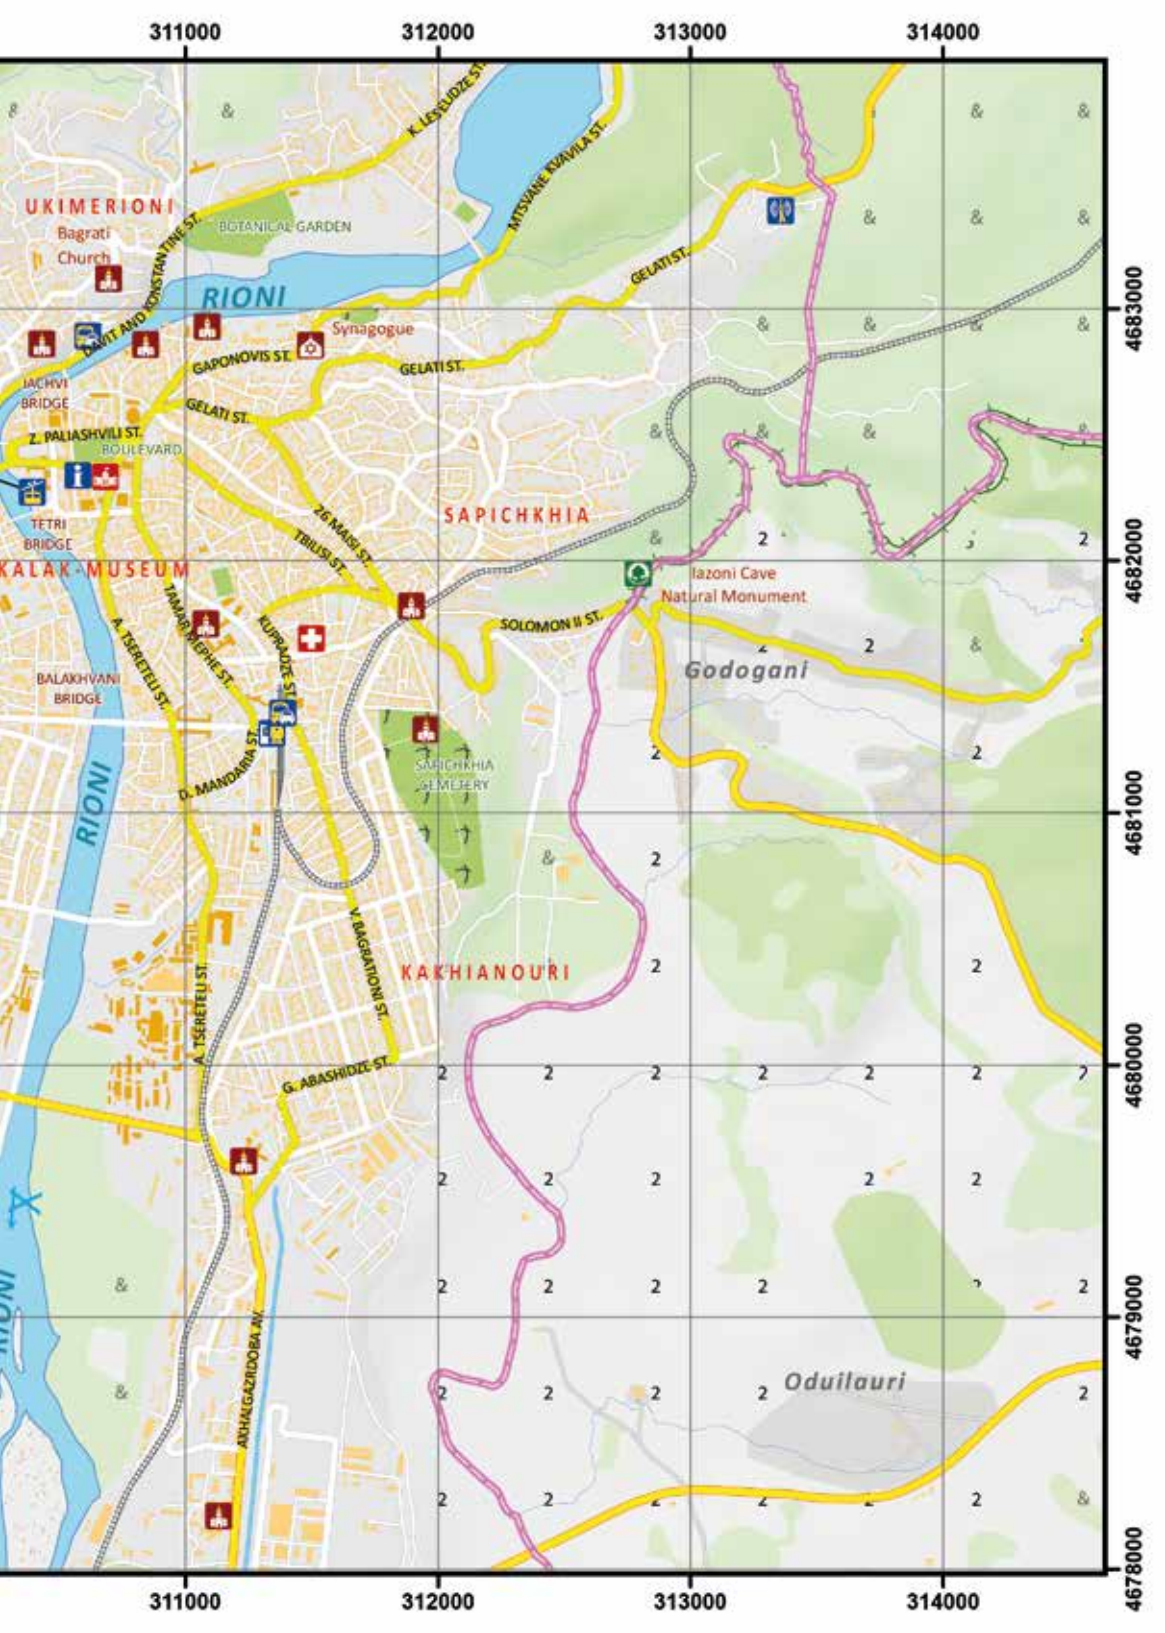 311000 312000 313000 314000
K. LESELIDZE ST.
MTSVANE KVAVILA ST.
UKIMERIONI
Bagrati
Church
BOTANICAL GARDEN
DAVIT AND KONSTANTINE ST.
GELATI ST.
RIONI
4683000
Synagogue
GAPONOVIS ST.
GELATI ST.
JACHVI
BRIDGE
GELATI ST.
Z. PALIASHVILI ST.
BOULEVARD
26 MAISI ST.
SAPICHKHIA
TBILISI ST.
TETRI
BRIDGE
4682000
KALAK-MUSEUM
Iazoni Cave
Natural Monument
TAMAR MEPHE ST.
KUPRADZE ST.
SOLOMON II ST.
A. TSERETELI ST.
Godogani
BALAKHVANI
BRIDGE
D. MANDARIA ST.
SAPICHKHIA
CEMETERY
RIONI
4681000
V. BAGRATIONI ST.
KAKHIANOURI
A. TSERETELI ST.
G. ABASHIDZE ST.
4680000
RIONI
4679000
AKHALGAZRDOBA AV.
Oduilauri
4678000
311000 312000 313000 314000